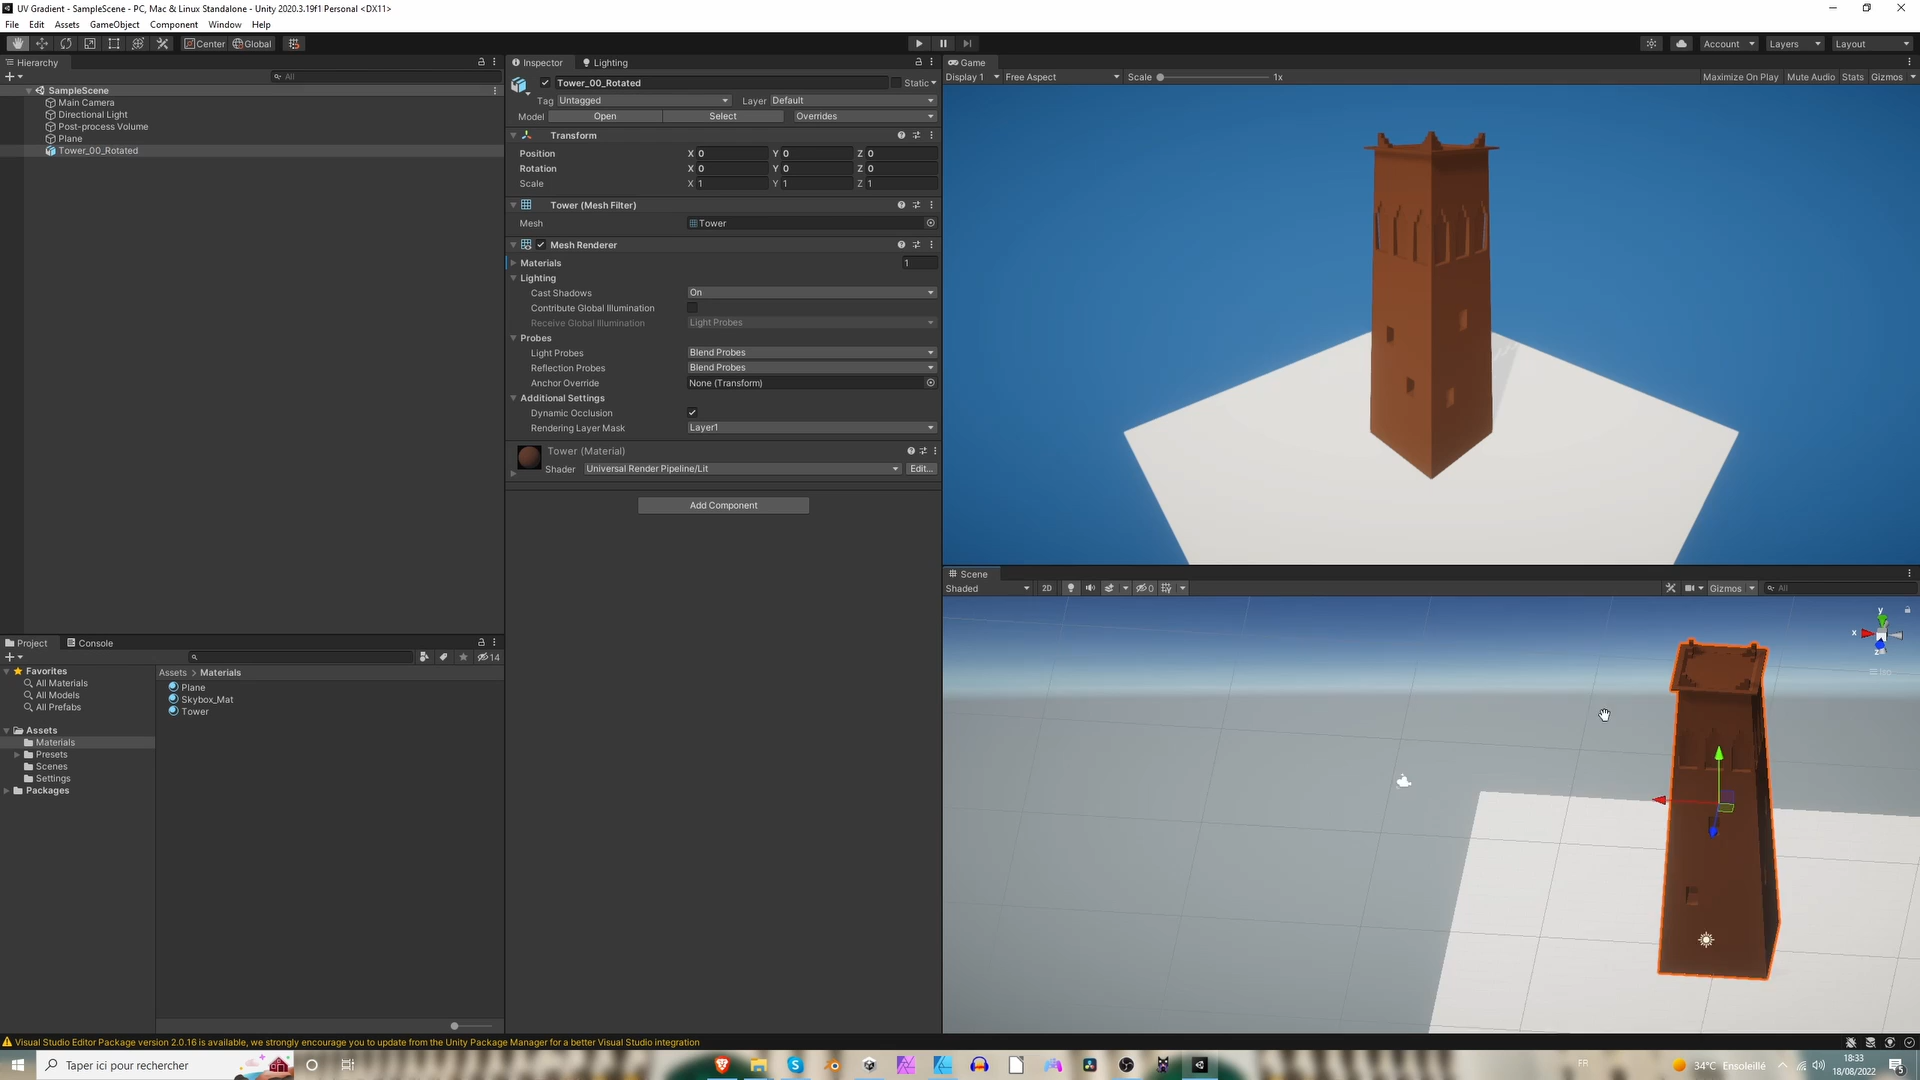 UV Gradient - SampleScene - PC, Mac & Linux Standalone - Unity 2020.3.19f1 Personal <DX11>
File Edit Assets GameObject Component Window Help
Center Global
Account Layers Layout
Hierarchy
All
SampleScene
Main Camera
Directional Light
Post-process Volume
Plane
Tower_00_Rotated
Inspector Lighting
Tower_00_Rotated Static
Tag Untagged Layer Default
Model Open Select Overrides
Transform
Position X 0 Y 0 Z 0
Rotation X 0 Y 0 Z 0
Scale X 1 Y 1 Z 1
Tower (Mesh Filter)
Mesh Tower
Mesh Renderer
Materials 1
Lighting
Cast Shadows On
Contribute Global Illumination
Receive Global Illumination Light Probes
Probes
Light Probes Blend Probes
Reflection Probes Blend Probes
Anchor Override None (Transform)
Additional Settings
Dynamic Occlusion
Rendering Layer Mask Layer1
Tower (Material)
Shader Universal Render Pipeline/Lit Edit...
Add Component
Game
Display 1 Free Aspect Scale 1x Maximize On Play Mute Audio Stats Gizmos
Scene
Shaded 2D 0 Gizmos All
y
x
z
Iso
Project Console
14
Favorites
All Materials
All Models
All Prefabs
Assets
Materials
Presets
Scenes
Settings
Packages
Assets > Materials
Plane
Skybox_Mat
Tower
Visual Studio Editor Package version 2.0.16 is available, we strongly encourage you to update from the Unity Package Manager for a better Visual Studio integration
Taper ici pour rechercher
FR
34°C Ensoleillé
18:33
18/08/2022
5